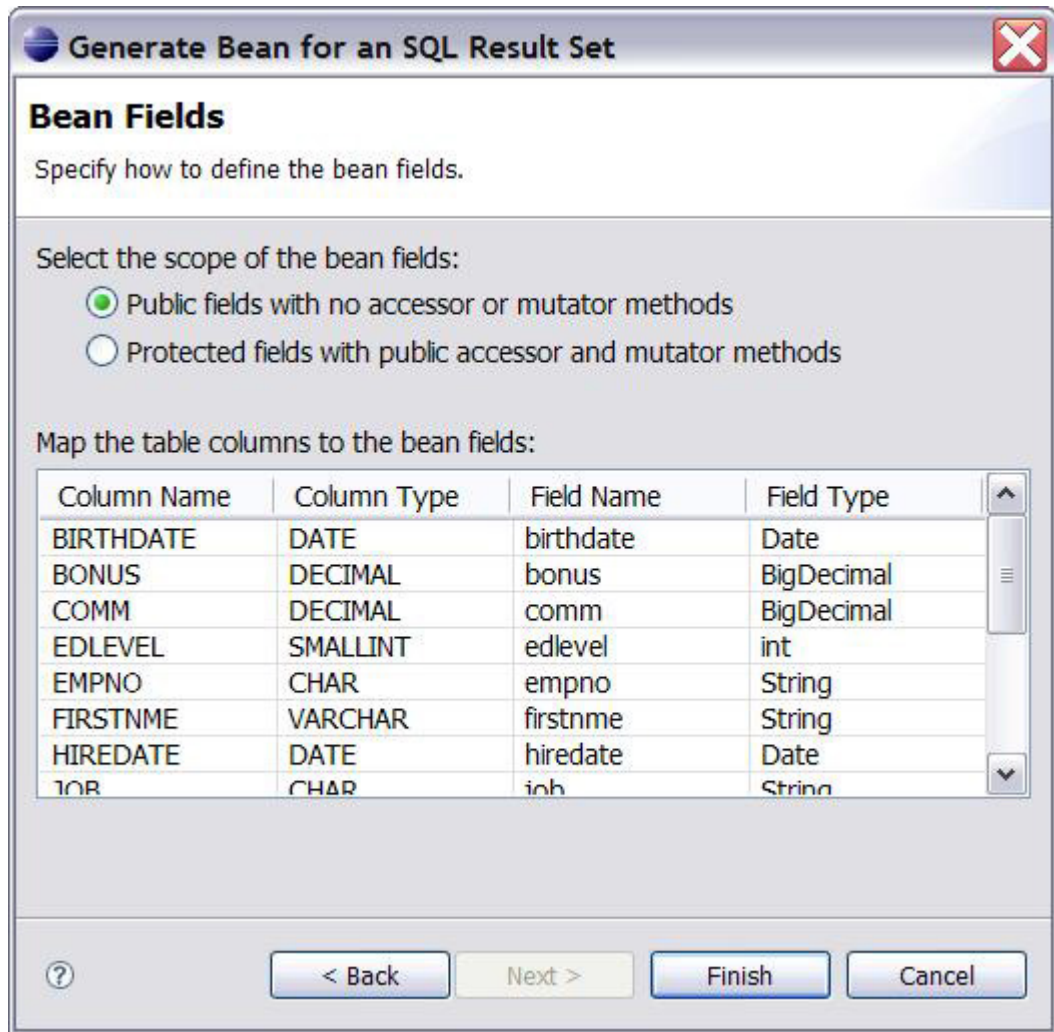 Generate Bean for an SQL Result Set
Bean Fields
Specify how to define the bean fields.
Select the scope of the bean fields:
Public fields with no accessor or mutator methods
Protected fields with public accessor and mutator methods
Map the table columns to the bean fields:
Column Name Column Type Field Name Field Type
BIRTHDATE DATE birthdate Date
BONUS DECIMAL bonus BigDecimal
COMM DECIMAL comm BigDecimal
EDLEVEL SMALLINT edlevel int
EMPNO CHAR empno String
FIRSTNME VARCHAR firstnme String
HIREDATE DATE hiredate Date
JOB CHAR job String
? < Back Next > Finish Cancel